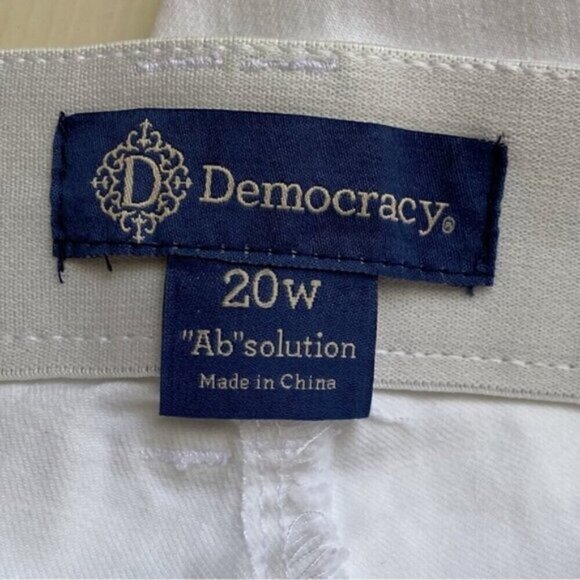 D Democracy®
20W
"Ab"solution
Made in China